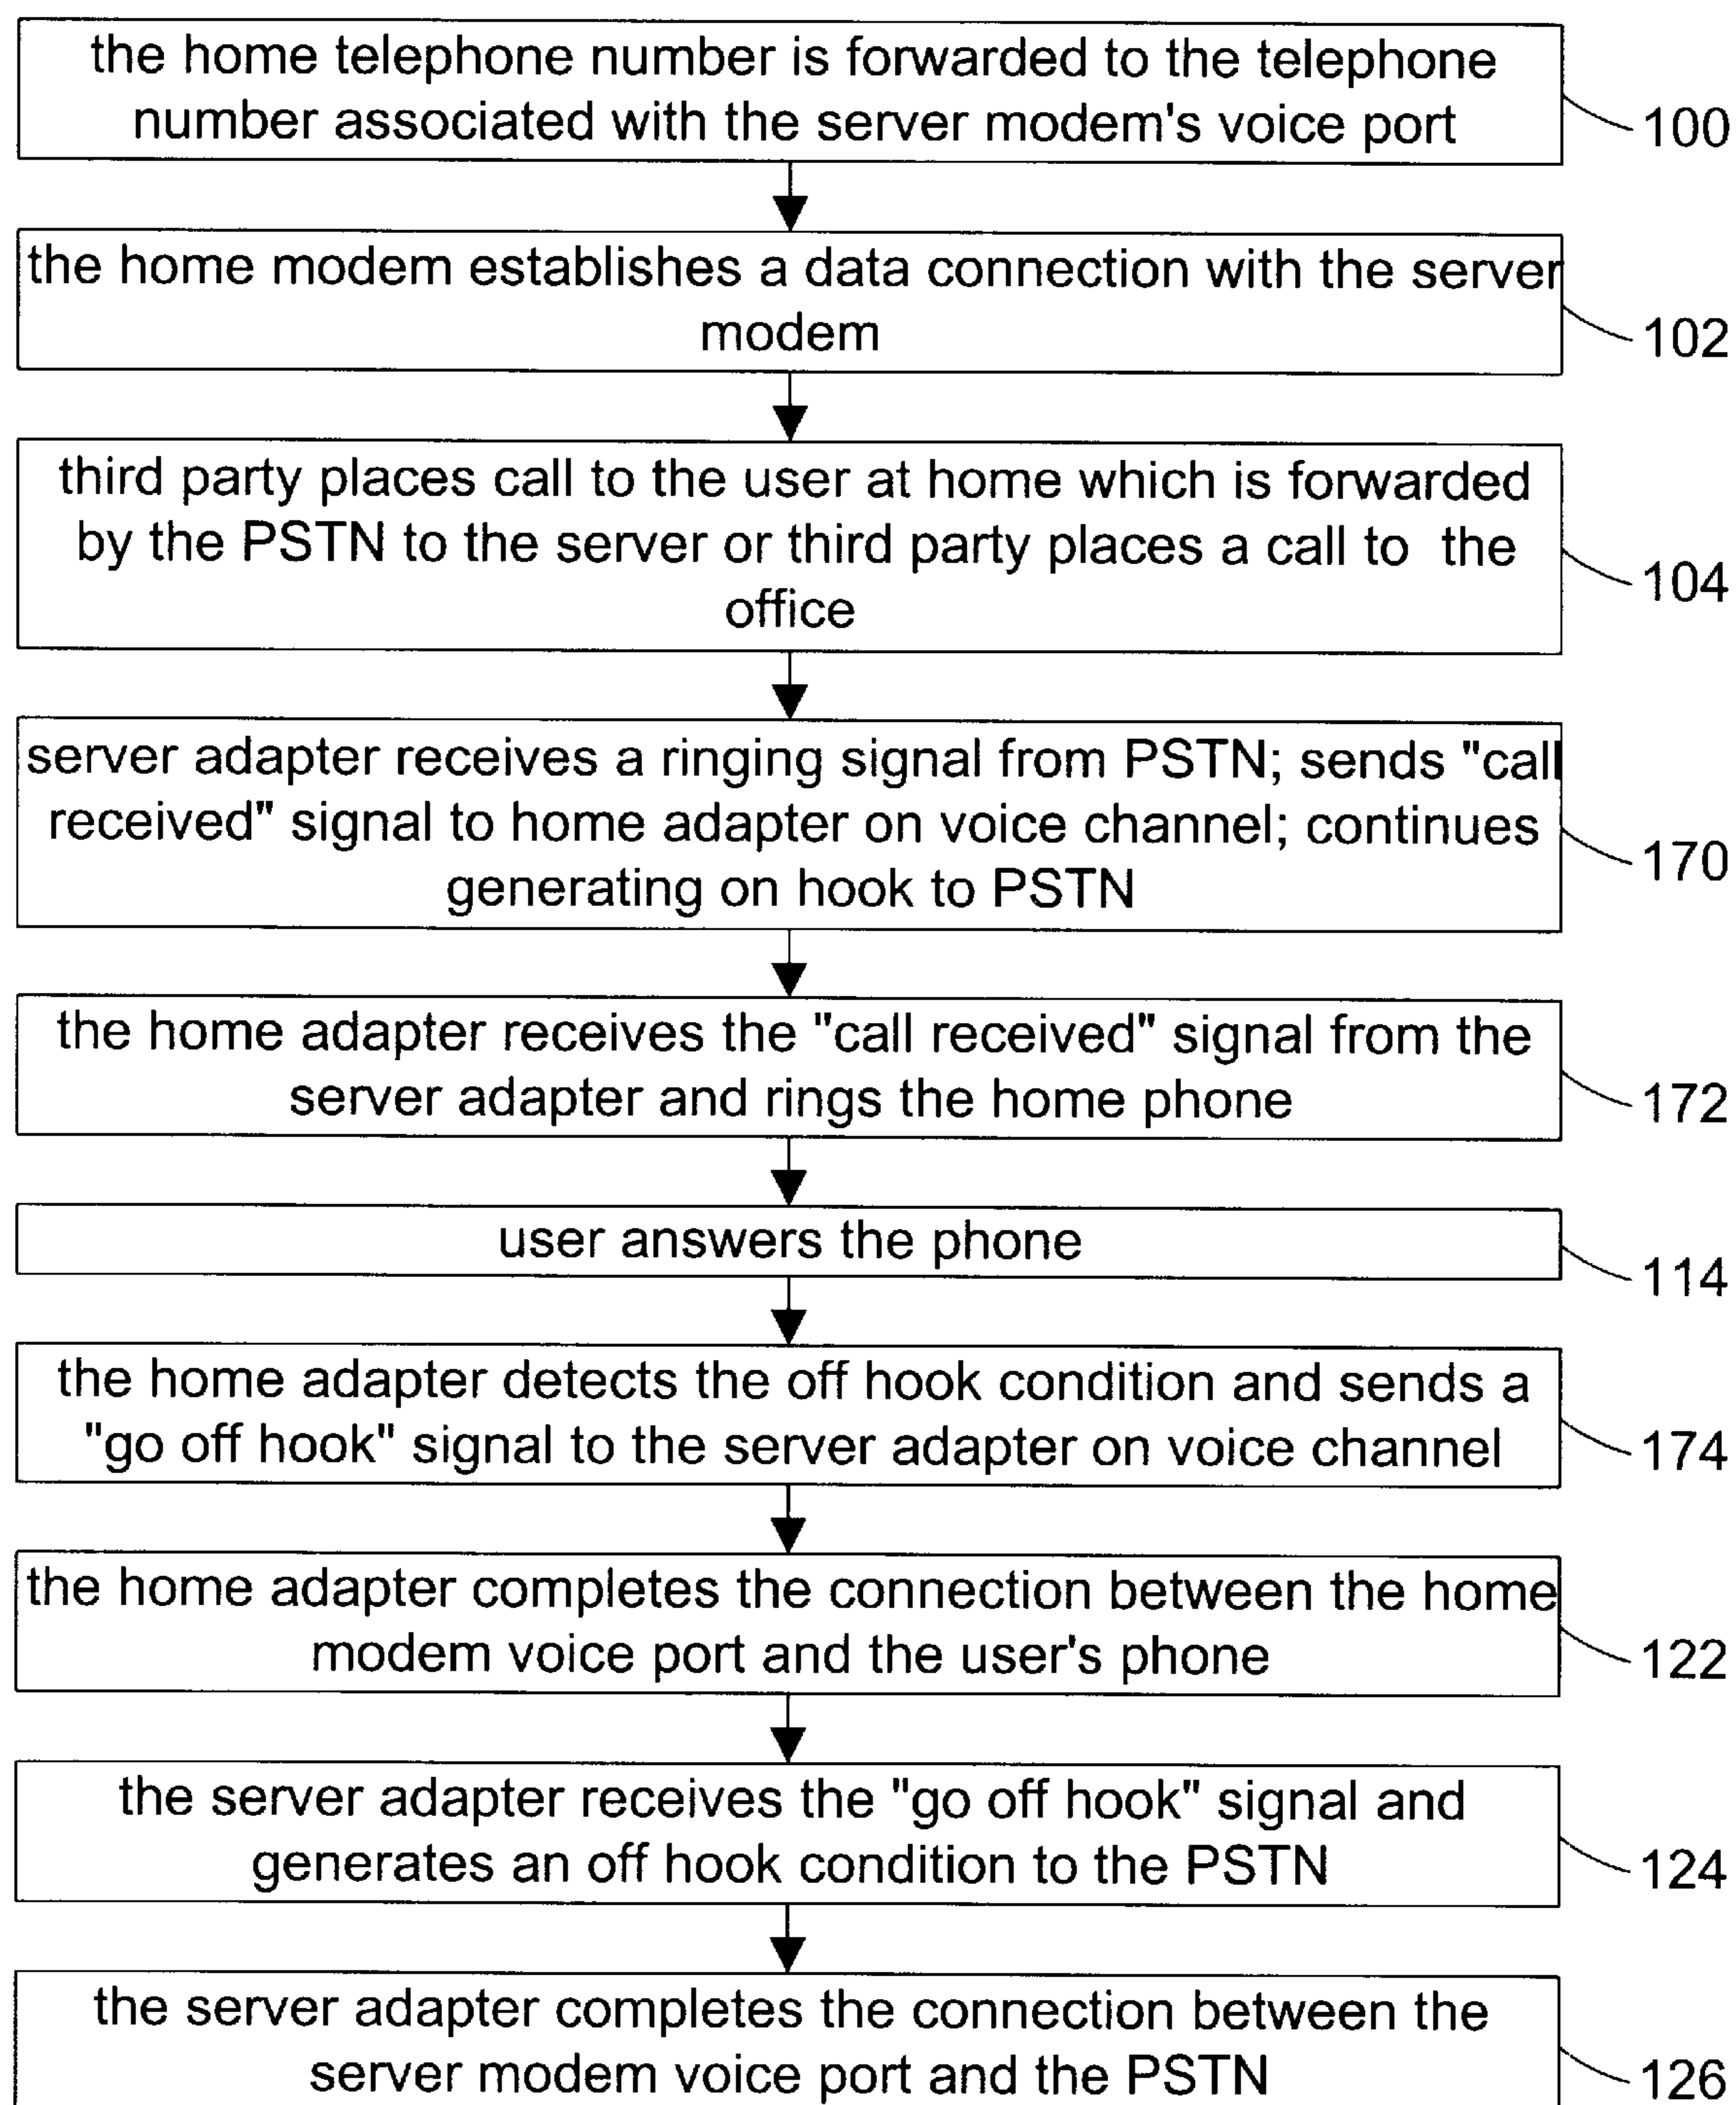 the home telephone number is forwarded to the telephone
number associated with the server modem's voice port
100
the home modem establishes a data connection with the server
modem
102
third party places call to the user at home which is forwarded
by the PSTN to the server or third party places a call to the
office
104
server adapter receives a ringing signal from PSTN; sends "call
received" signal to home adapter on voice channel; continues
generating on hook to PSTN
170
the home adapter receives the "call received" signal from the
server adapter and rings the home phone
172
user answers the phone
114
the home adapter detects the off hook condition and sends a
"go off hook" signal to the server adapter on voice channel
174
the home adapter completes the connection between the home
modem voice port and the user's phone
122
the server adapter receives the "go off hook" signal and
generates an off hook condition to the PSTN
124
the server adapter completes the connection between the
server modem voice port and the PSTN
126